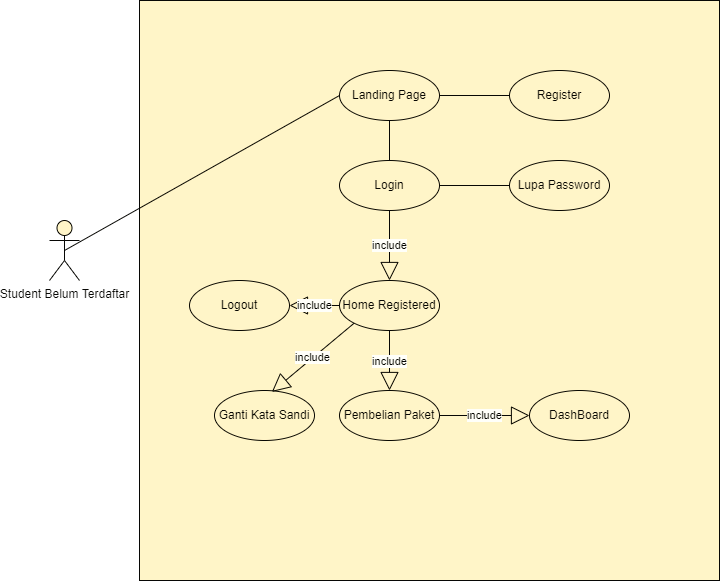 Landing Page
Register
Login
Lupa Password
include
Student Belum Terdaftar
Logout
include
Home Registered
include
include
Ganti Kata Sandi
Pembelian Paket
include
DashBoard